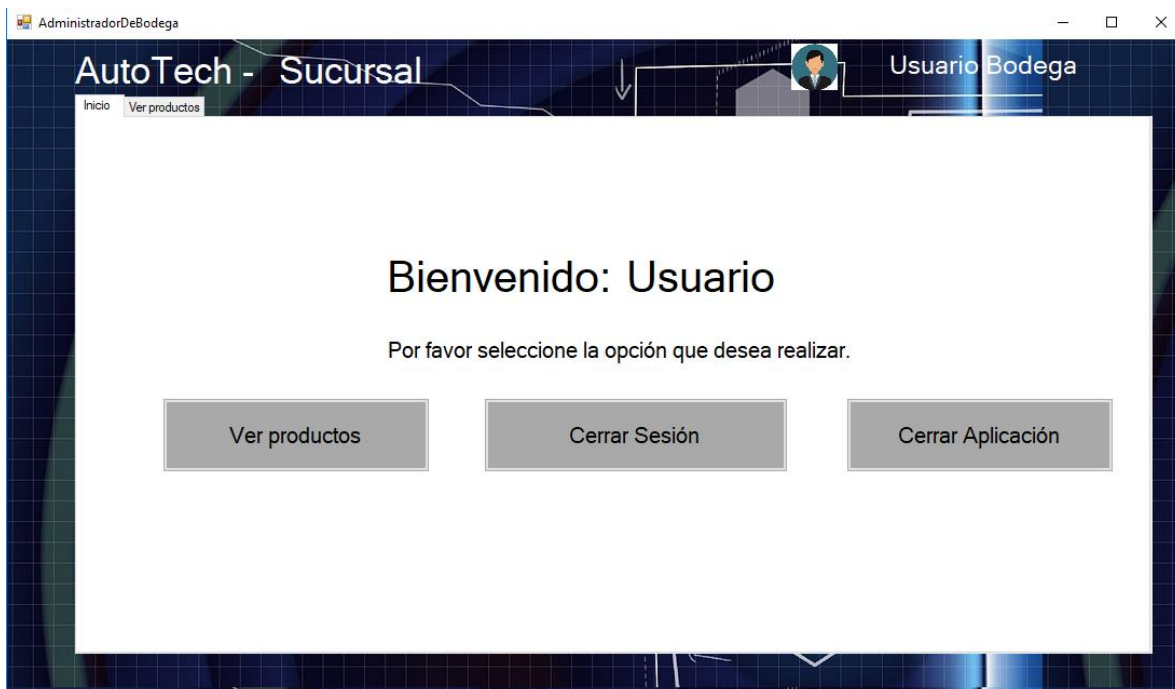 AdministradorDeBodega
AutoTech - Sucursal
Usuario Bodega
Inicio Ver productos
Bienvenido: Usuario
Por favor seleccione la opción que desea realizar.
Ver productos Cerrar Sesión Cerrar Aplicación